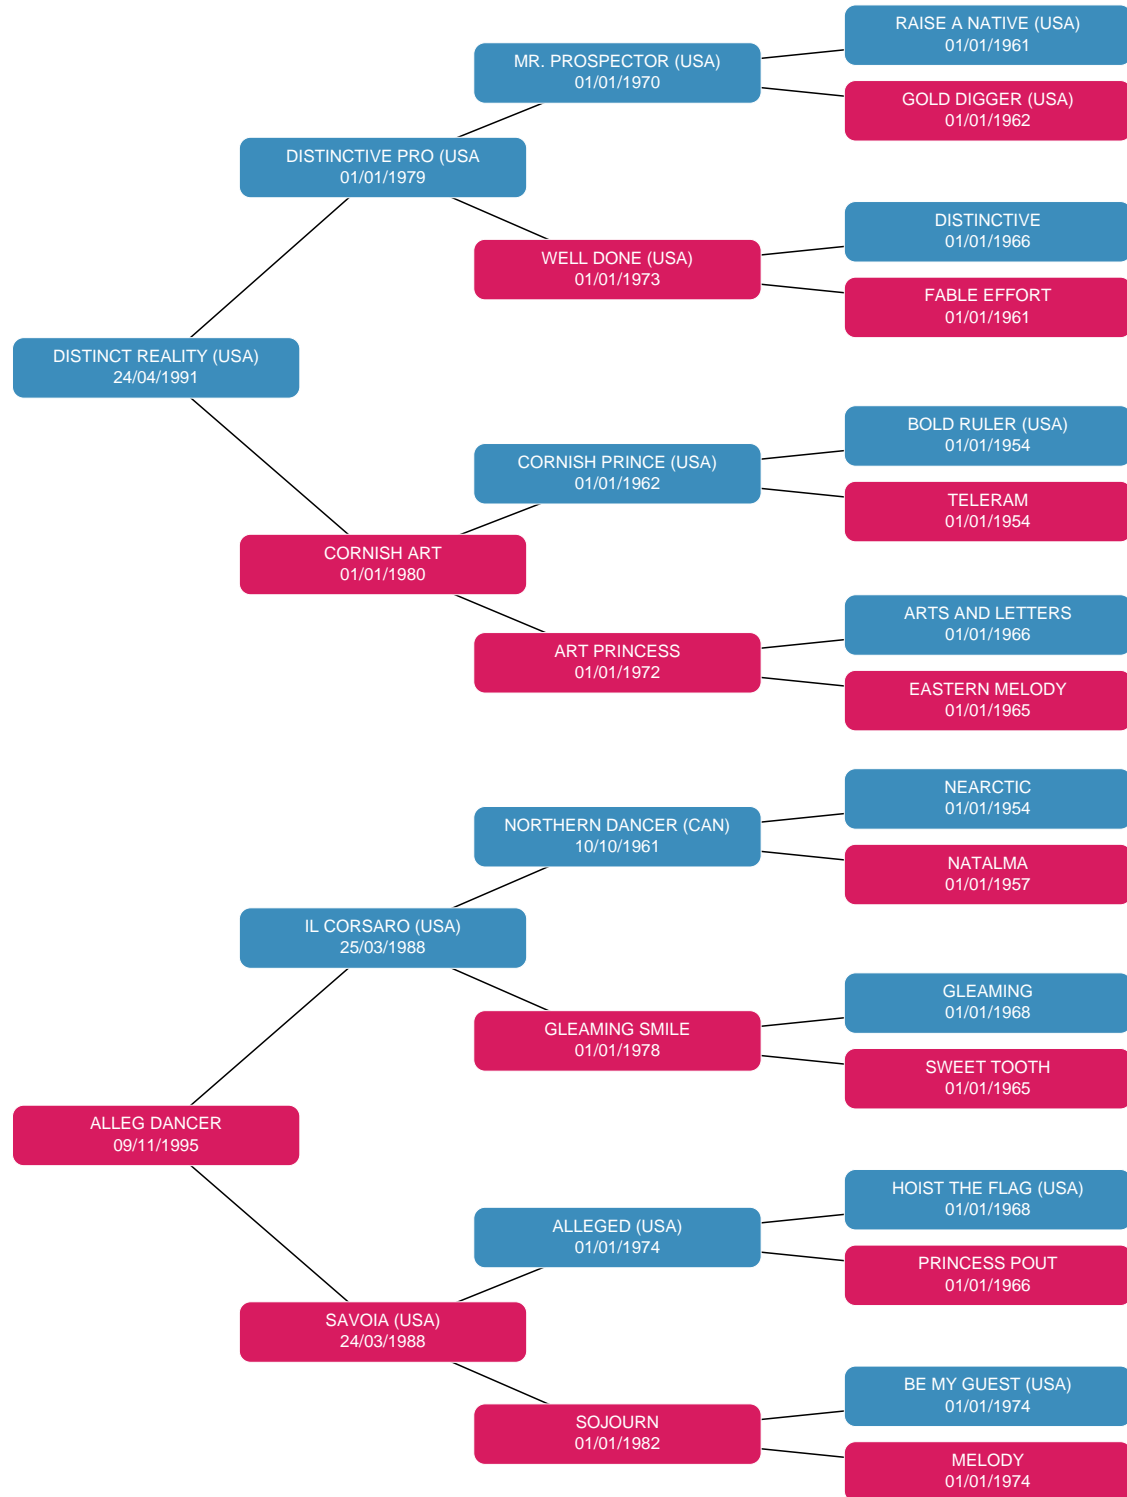 RAISE A NATIVE (USA)
01/01/1961
MR. PROSPECTOR (USA)
01/01/1970
GOLD DIGGER (USA)
01/01/1962
DISTINCTIVE PRO (USA
01/01/1979
DISTINCTIVE
01/01/1966
WELL DONE (USA)
01/01/1973
FABLE EFFORT
01/01/1961
DISTINCT REALITY (USA)
24/04/1991
BOLD RULER (USA)
01/01/1954
CORNISH PRINCE (USA)
01/01/1962
TELERAM
01/01/1954
CORNISH ART
01/01/1980
ARTS AND LETTERS
01/01/1966
ART PRINCESS
01/01/1972
EASTERN MELODY
01/01/1965
NEARCTIC
01/01/1954
NORTHERN DANCER (CAN)
10/10/1961
NATALMA
01/01/1957
IL CORSARO (USA)
25/03/1988
GLEAMING
01/01/1968
GLEAMING SMILE
01/01/1978
SWEET TOOTH
01/01/1965
ALLEG DANCER
09/11/1995
HOIST THE FLAG (USA)
01/01/1968
ALLEGED (USA)
01/01/1974
PRINCESS POUT
01/01/1966
SAVOIA (USA)
24/03/1988
BE MY GUEST (USA)
01/01/1974
SOJOURN
01/01/1982
MELODY
01/01/1974